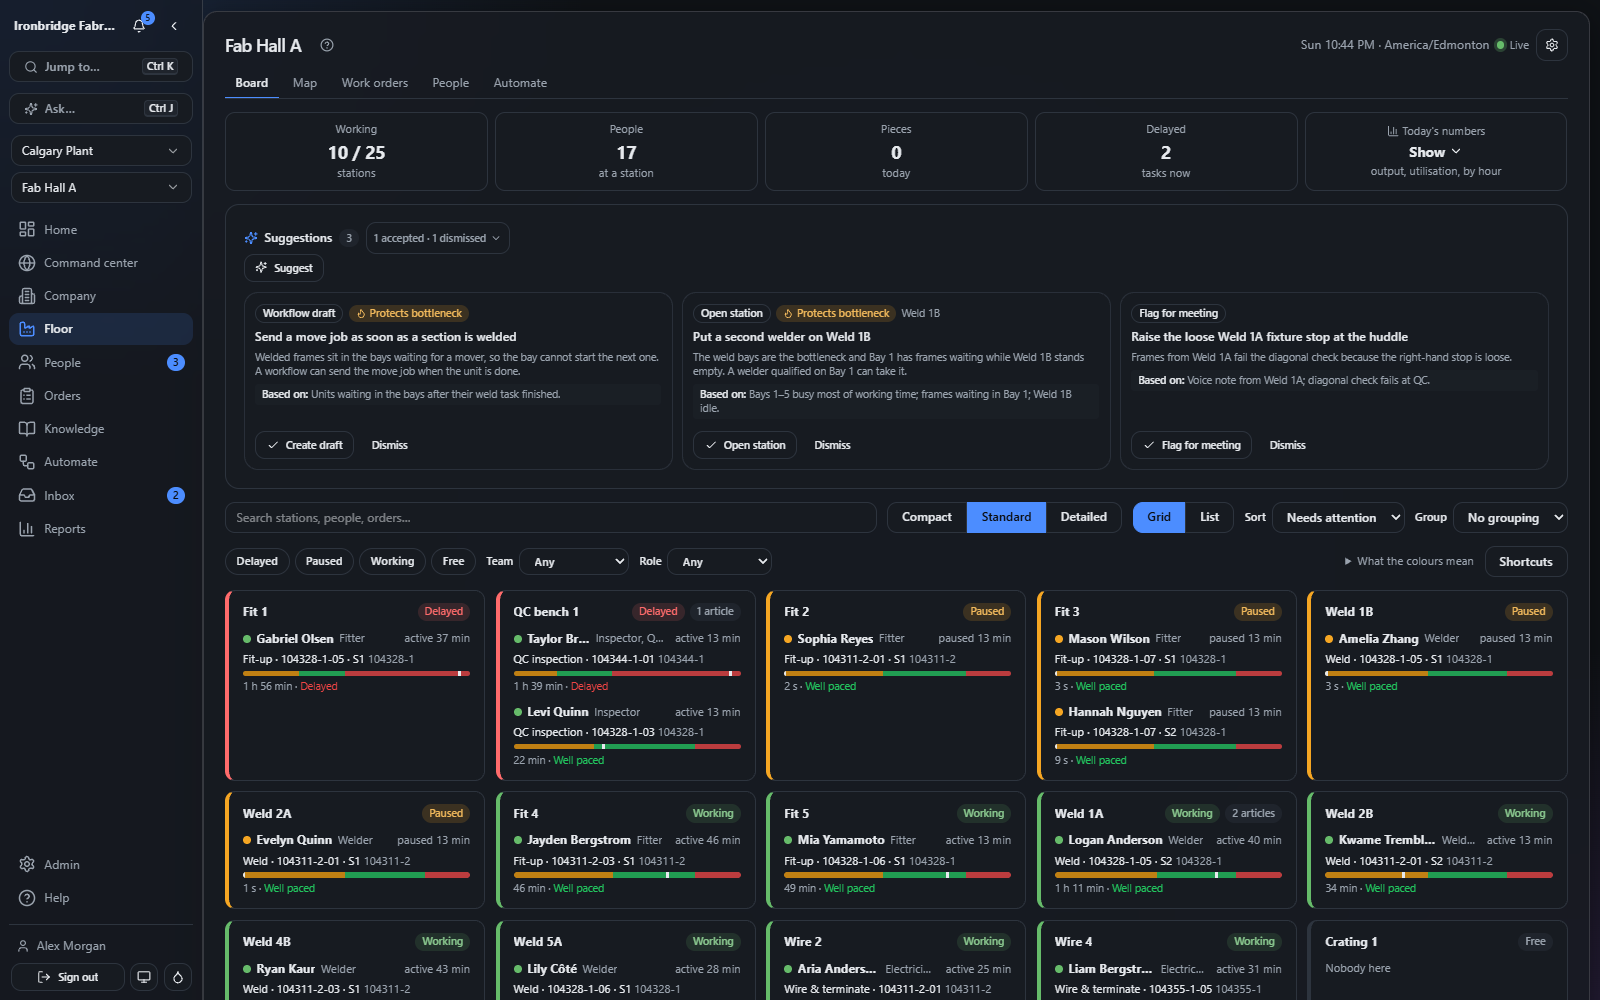 Ironbridge Fabr...
5
Jump to...
Ctrl K
Ask...
Ctrl J
Calgary Plant
Fab Hall A
Home
Command center
Company
Floor
People
3
Orders
Knowledge
Automate
Inbox
2
Reports
Admin
Help
Alex Morgan
Sign out
Fab Hall A
Sun 10:44 PM · America/Edmonton
Live
Board
Map
Work orders
People
Automate
Working
10 / 25
stations
People
17
at a station
Pieces
0
today
Delayed
2
tasks now
Today's numbers
Show
output, utilisation, by hour
Suggestions
3
1 accepted · 1 dismissed
Suggest
Workflow draft
Protects bottleneck
Send a move job as soon as a section is welded
Welded frames sit in the bays waiting for a mover, so the bay cannot start the next one.
A workflow can send the move job when the unit is done.
Based on: Units waiting in the bays after their weld task finished.
Create draft
Dismiss
Open station
Protects bottleneck
Weld 1B
Put a second welder on Weld 1B
The weld bays are the bottleneck and Bay 1 has frames waiting while Weld 1B stands
empty. A welder qualified on Bay 1 can take it.
Based on: Bays 1–5 busy most of working time; frames waiting in Bay 1; Weld 1B
idle.
Open station
Dismiss
Flag for meeting
Raise the loose Weld 1A fixture stop at the huddle
Frames from Weld 1A fail the diagonal check because the right-hand stop is loose.
Based on: Voice note from Weld 1A; diagonal check fails at QC.
Flag for meeting
Dismiss
Search stations, people, orders...
Compact
Standard
Detailed
Grid
List
Sort
Needs attention
Group
No grouping
Delayed
Paused
Working
Free
Team
Any
Role
Any
What the colours mean
Shortcuts
Fit 1
Delayed
Gabriel Olsen Fitter
active 37 min
Fit-up · 104328-1-05 · S1 104328-1
1 h 56 min · Delayed
QC bench 1
Delayed
1 article
Taylor Br... Inspector, Q...
active 13 min
QC inspection · 104344-1-01 104344-1
1 h 39 min · Delayed
Levi Quinn Inspector
active 13 min
QC inspection · 104328-1-03 104328-1
22 min · Well paced
Fit 2
Paused
Sophia Reyes Fitter
paused 13 min
Fit-up · 104311-2-01 · S1 104311-2
2 s · Well paced
Fit 3
Paused
Mason Wilson Fitter
paused 13 min
Fit-up · 104328-1-07 · S1 104328-1
3 s · Well paced
Hannah Nguyen Fitter
paused 13 min
Fit-up · 104328-1-07 · S2 104328-1
9 s · Well paced
Weld 1B
Paused
Amelia Zhang Welder
paused 13 min
Weld · 104328-1-05 · S1 104328-1
3 s · Well paced
Weld 2A
Paused
Evelyn Quinn Welder
paused 13 min
Weld · 104311-2-01 · S1 104311-2
1 s · Well paced
Fit 4
Working
Jayden Bergstrom Fitter
active 46 min
Fit-up · 104311-2-03 · S1 104311-2
46 min · Well paced
Fit 5
Working
Mia Yamamoto Fitter
active 13 min
Fit-up · 104328-1-06 · S1 104328-1
49 min · Well paced
Weld 1A
Working
2 articles
Logan Anderson Welder
active 40 min
Weld · 104328-1-05 · S2 104328-1
1 h 11 min · Well paced
Weld 2B
Working
Kwame Trembl... Weld...
active 13 min
Weld · 104311-2-01 · S2 104311-2
34 min · Well paced
Weld 4B
Working
Ryan Kaur Welder
active 43 min
Weld · 104311-2-03 · S1 104311-2
Weld 5A
Working
Lily Côté Welder
active 28 min
Weld · 104328-1-06 · S1 104328-1
Wire 2
Working
Aria Anders... Electrici...
active 25 min
Wire & terminate · 104311-2-01 104311-2
Wire 4
Working
Liam Bergstr... Electric...
active 31 min
Wire & terminate · 104355-1-05 104355-1
Crating 1
Free
Nobody here